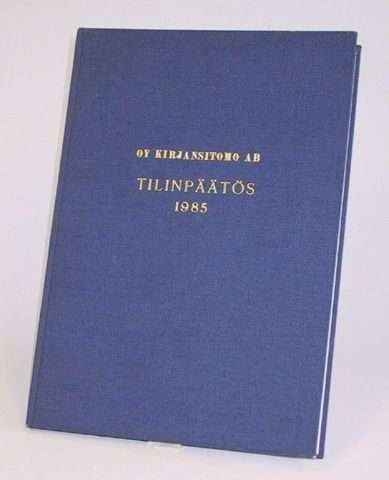 OY KIRJANSITOMO AB
TILINPÄÄTÖS
1985